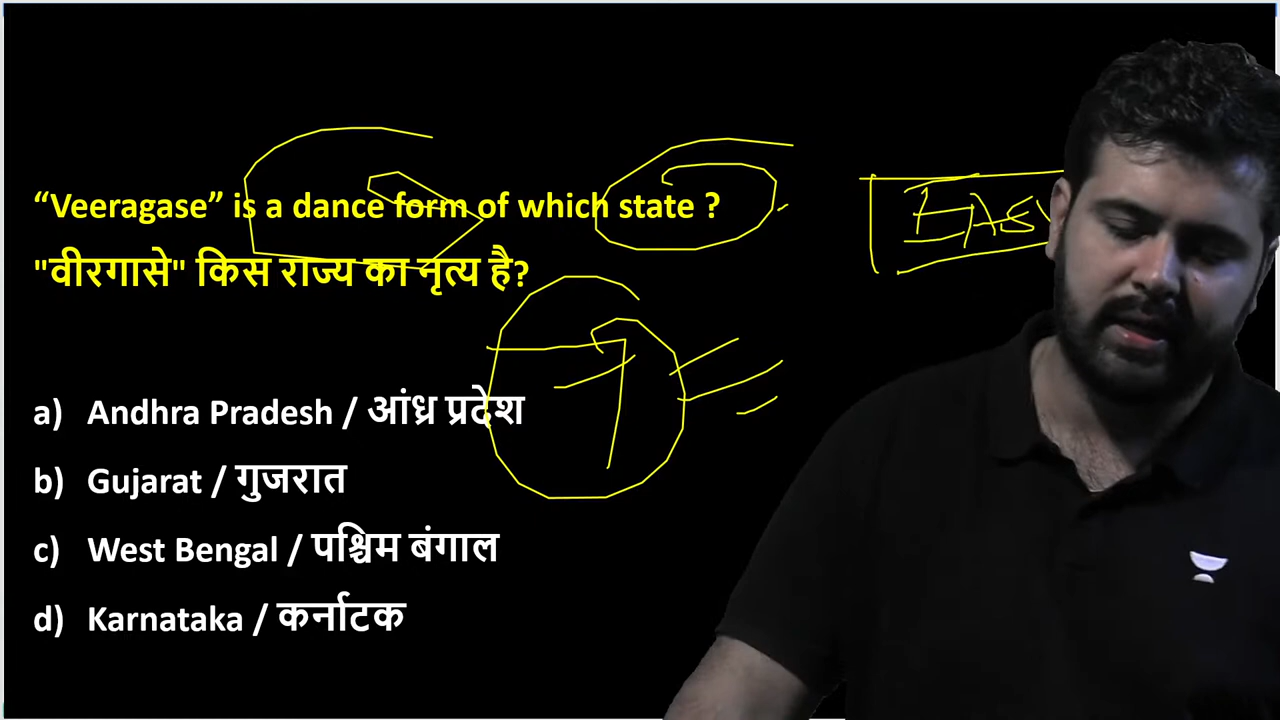 “Veeragase” is a dance form of which state ?
EASY
"वीरगासे" किस राज्य का नृत्य है?
a) Andhra Pradesh / आंध्र प्रदेश
b) Gujarat / गुजरात
c) West Bengal / पश्चिम बंगाल
d) Karnataka / कर्नाटक